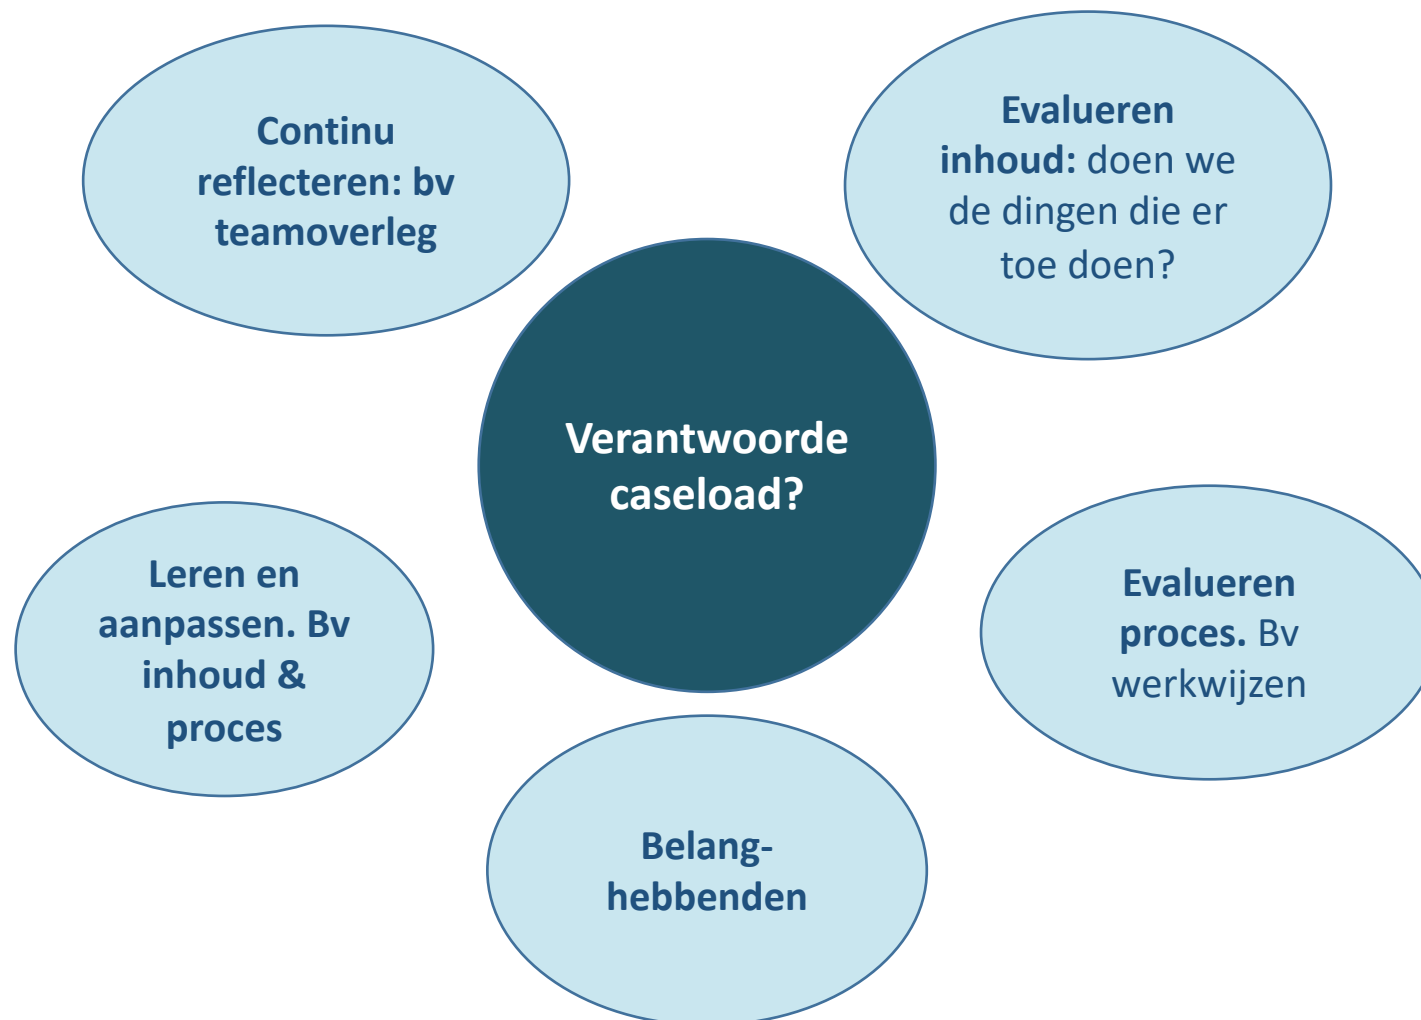 Continu
reflecteren: bv
teamoverleg
Evalueren
inhoud: doen we
de dingen die er
toe doen?
Verantwoorde
caseload?
Leren en
aanpassen. Bv
inhoud &
proces
Evalueren
proces. Bv
werkwijzen
Belang-
hebbenden